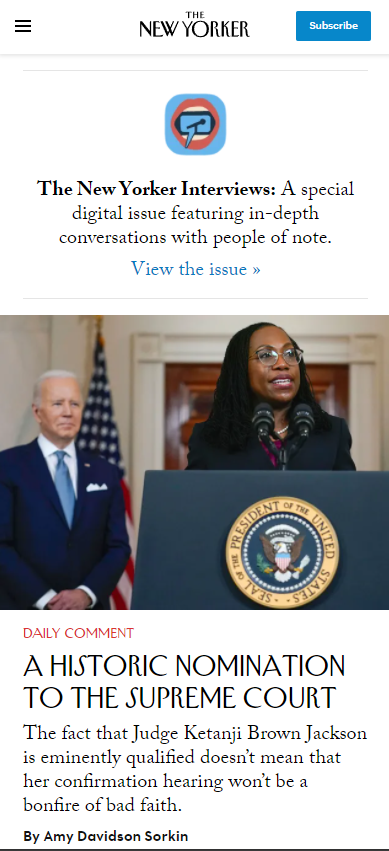 THE
NEW YORKER
Subscribe
The New Yorker Interviews: A special
digital issue featuring in-depth
conversations with people of note.
View the issue »
SEAL OF THE PRESIDENT OF THE UNITED STATES
DAILY COMMENT
A HISTORIC NOMINATION
TO THE SUPREME COURT
The fact that Judge Ketanji Brown Jackson
is eminently qualified doesn't mean that
her confirmation hearing won't be a
bonfire of bad faith.
By Amy Davidson Sorkin